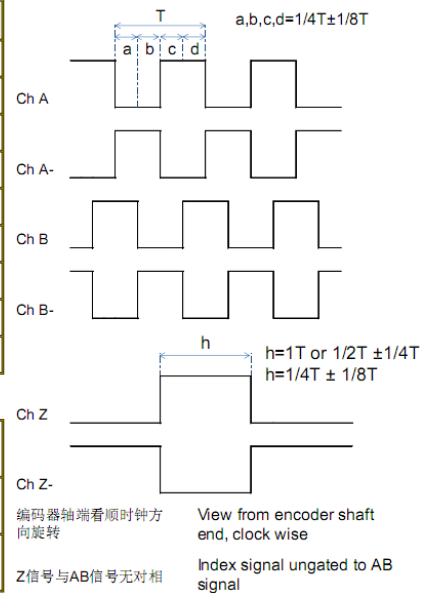 T
a,b,c,d=1/4T±1/8T
a b c d
Ch A
Ch A-
Ch B
Ch B-
h
h=1T or 1/2T ±1/4T
h=1/4T ± 1/8T
Ch Z
Ch Z-
编码器轴端看顺时钟方
向旋转
View from encoder shaft
end, clock wise
Z信号与AB信号无对相
Index signal ungated to AB
signal